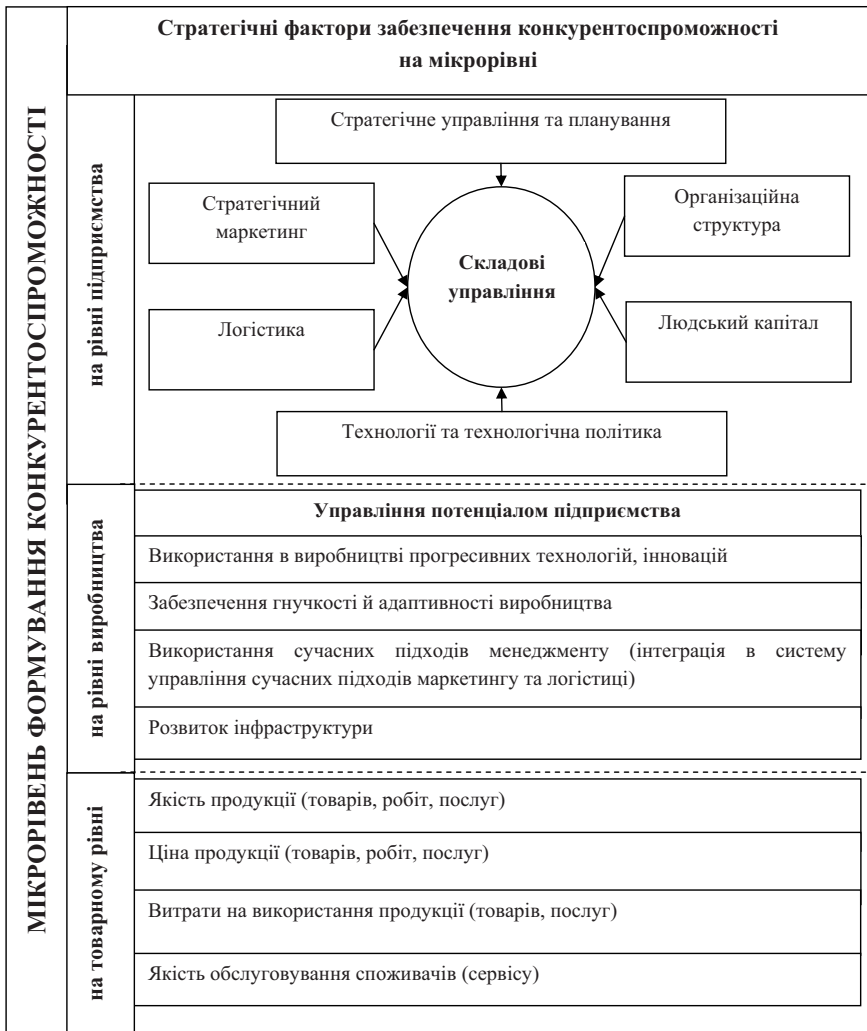 МІКРОРІВЕНЬ ФОРМУВАННЯ КОНКУРЕНТОСПРОМОЖНОСТІ
Стратегічні фактори забезпечення конкурентоспроможності
на мікрорівні
на рівні підприємства
Стратегічне управління та планування
Стратегічний
маркетинг
Організаційна
структура
Складові
управління
Логістика
Людський капітал
Технології та технологічна політика
на рівні виробництва
Управління потенціалом підприємства
Використання в виробництві прогресивних технологій, інновацій
Забезпечення гнучкості й адаптивності виробництва
Використання сучасних підходів менеджменту (інтеграція в систему
управління сучасних підходів маркетингу та логістиці)
Розвиток інфраструктури
на товарному рівні
Якість продукції (товарів, робіт, послуг)
Ціна продукції (товарів, робіт, послуг)
Витрати на використання продукції (товарів, послуг)
Якість обслуговування споживачів (сервісу)